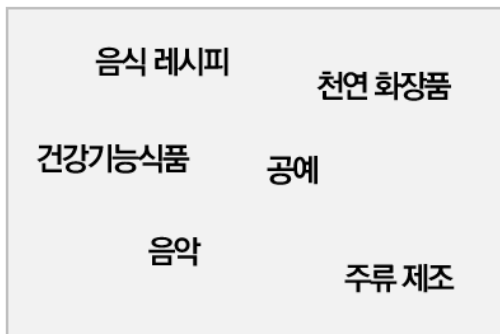 음식 레시피
천연 화장품
건강기능식품
공예
음악
주류 제조